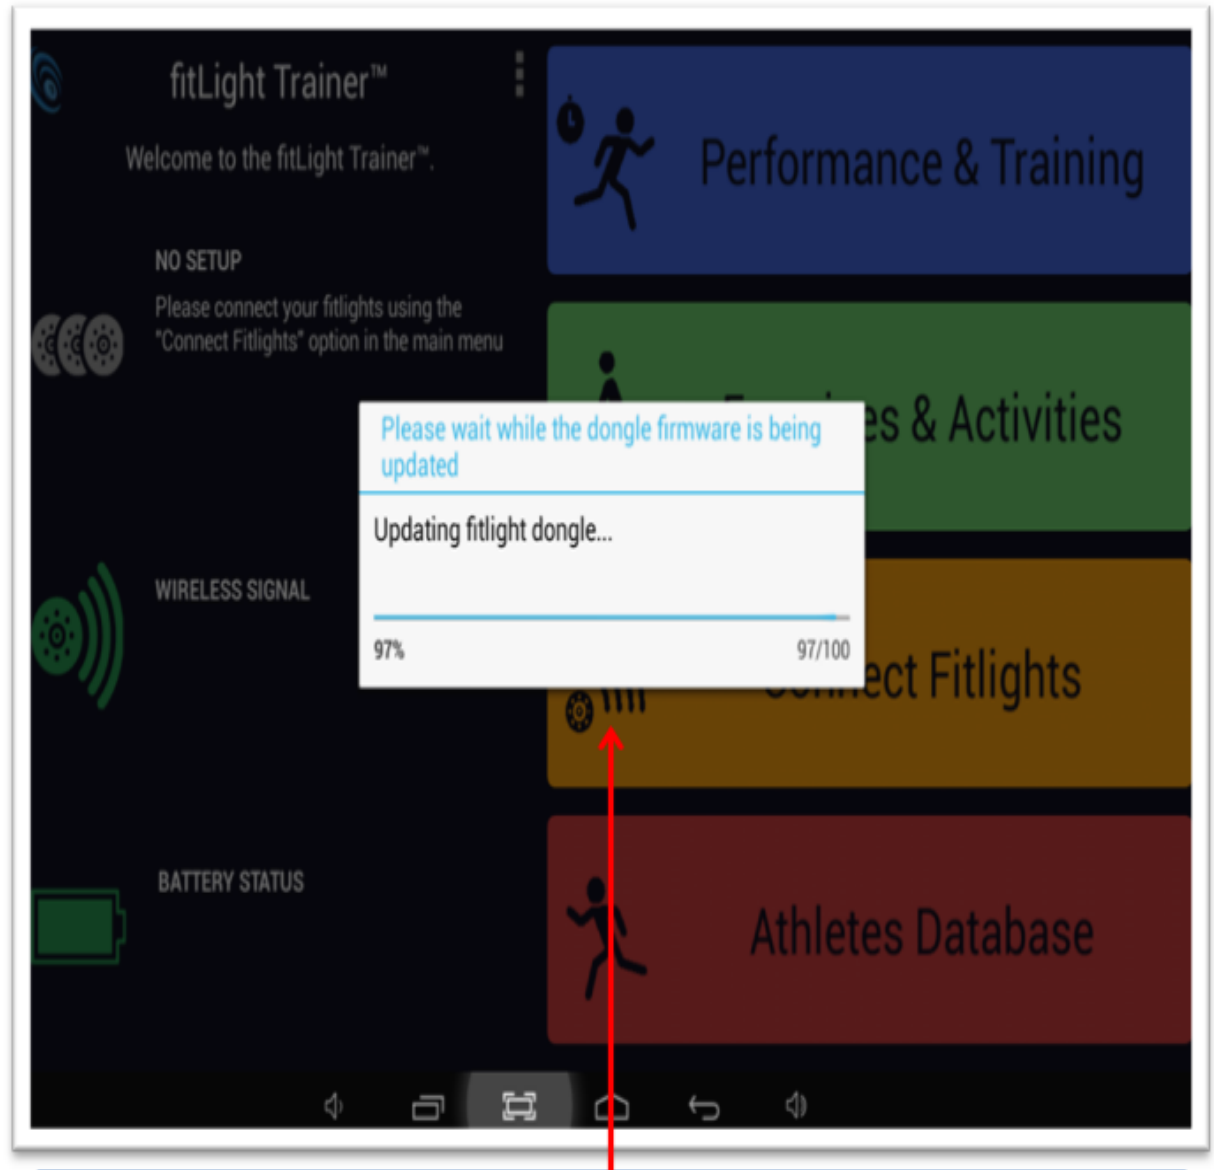 fitLight Trainer™
Welcome to the fitLight Trainer™.
NO SETUP
Please connect your fitlights using the
"Connect Fitlights" option in the main menu
WIRELESS SIGNAL
BATTERY STATUS
Performance & Training
& Activities
Fitlights
Athletes Database
Please wait while the dongle firmware is being
updated
Updating fitlight dongle...
97%
97/100